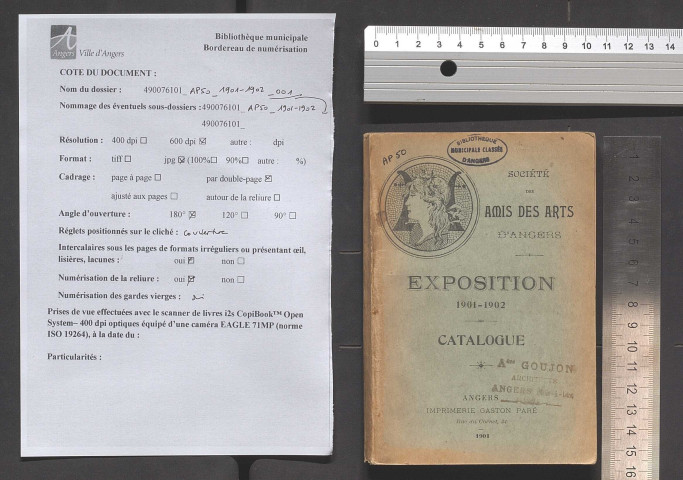 Bibliothèque municipale
Bordereau de numérisation
Angers Ville d'Angers
COTE DU DOCUMENT :
Nom du dossier : 490076101_ AP50_1901-1902_001
Nommage des éventuels sous-dossiers :490076101_ AP50_1901-1902
490076101_
Résolution : 400 dpi ☐ 600 dpi ☒ autre : dpi
Format : tiff ☐ jpg ☒ (100%☐ 90%☐ autre : %)
Cadrage : page à page ☐ par double-page ☒
ajusté aux pages ☐ autour de la reliure ☐
Angle d'ouverture : 180° ☒ 120° ☐ 90° ☐
Réglets positionnés sur le cliché : couverture
Intercalaires sous les pages de formats irréguliers ou présentant œil,
lisières, lacunes : oui ☒ non ☐
Numérisation de la reliure : oui ☒ non ☐
Numérisation des gardes vierges :
Prises de vue effectuées avec le scanner de livres i2s CopiBook™ Open
System– 400 dpi optiques équipé d'une caméra EAGLE 71MP (norme
ISO 19264), à la date du :
Particularités :
0 1 2 3 4 5 6 7 8 9 10 11 12 13 14
AP 50
BIBLIOTHÈQUE
MUNICIPALE CLASSÉE
D'ANGERS
SOCIÉTÉ
DES
AMIS DES ARTS
D'ANGERS
EXPOSITION
1901-1902
CATALOGUE
Ate GOUJON
ARCHITECTE
ANGERS
ANGERS
IMPRIMERIE GASTON PARÉ
1901
1 2 3 4 5 6 7 8 9 10 11 12 13 14 15 16